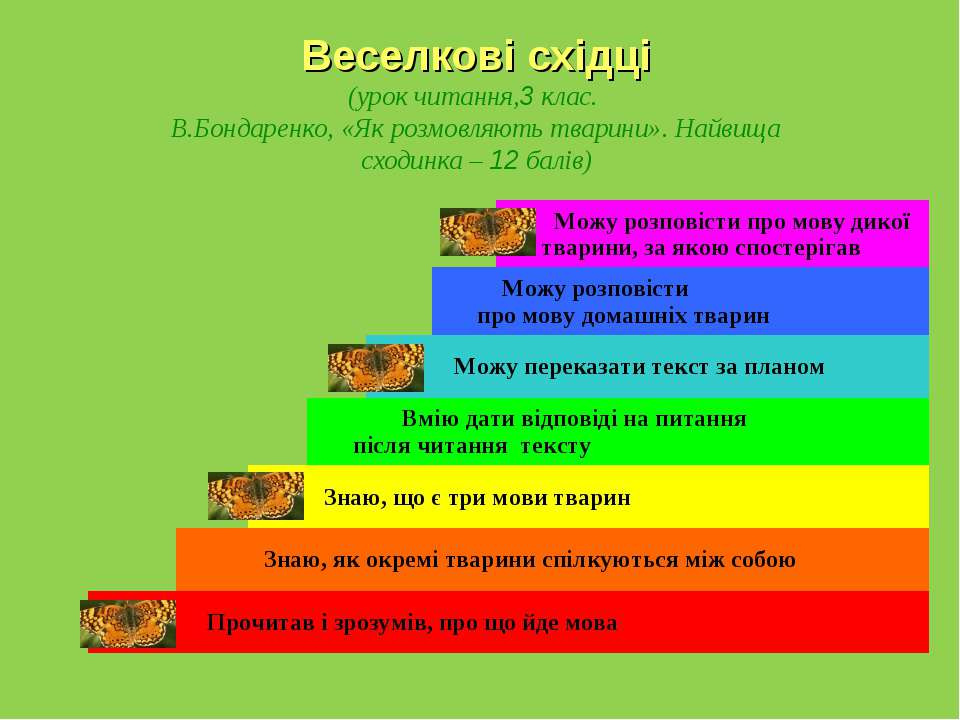 Веселкові східці
(урок читання,3 клас.
В.Бондаренко, «Як розмовляють тварини». Найвища
сходинка – 12 балів)
Можу розповісти про мову дикої
тварини, за якою спостерігав
Можу розповісти
про мову домашніх тварин
Можу переказати текст за планом
Вмію дати відповіді на питання
після читання тексту
Знаю, що є три мови тварин
Знаю, як окремі тварини спілкуються між собою
Прочитав і зрозумів, про що йде мова